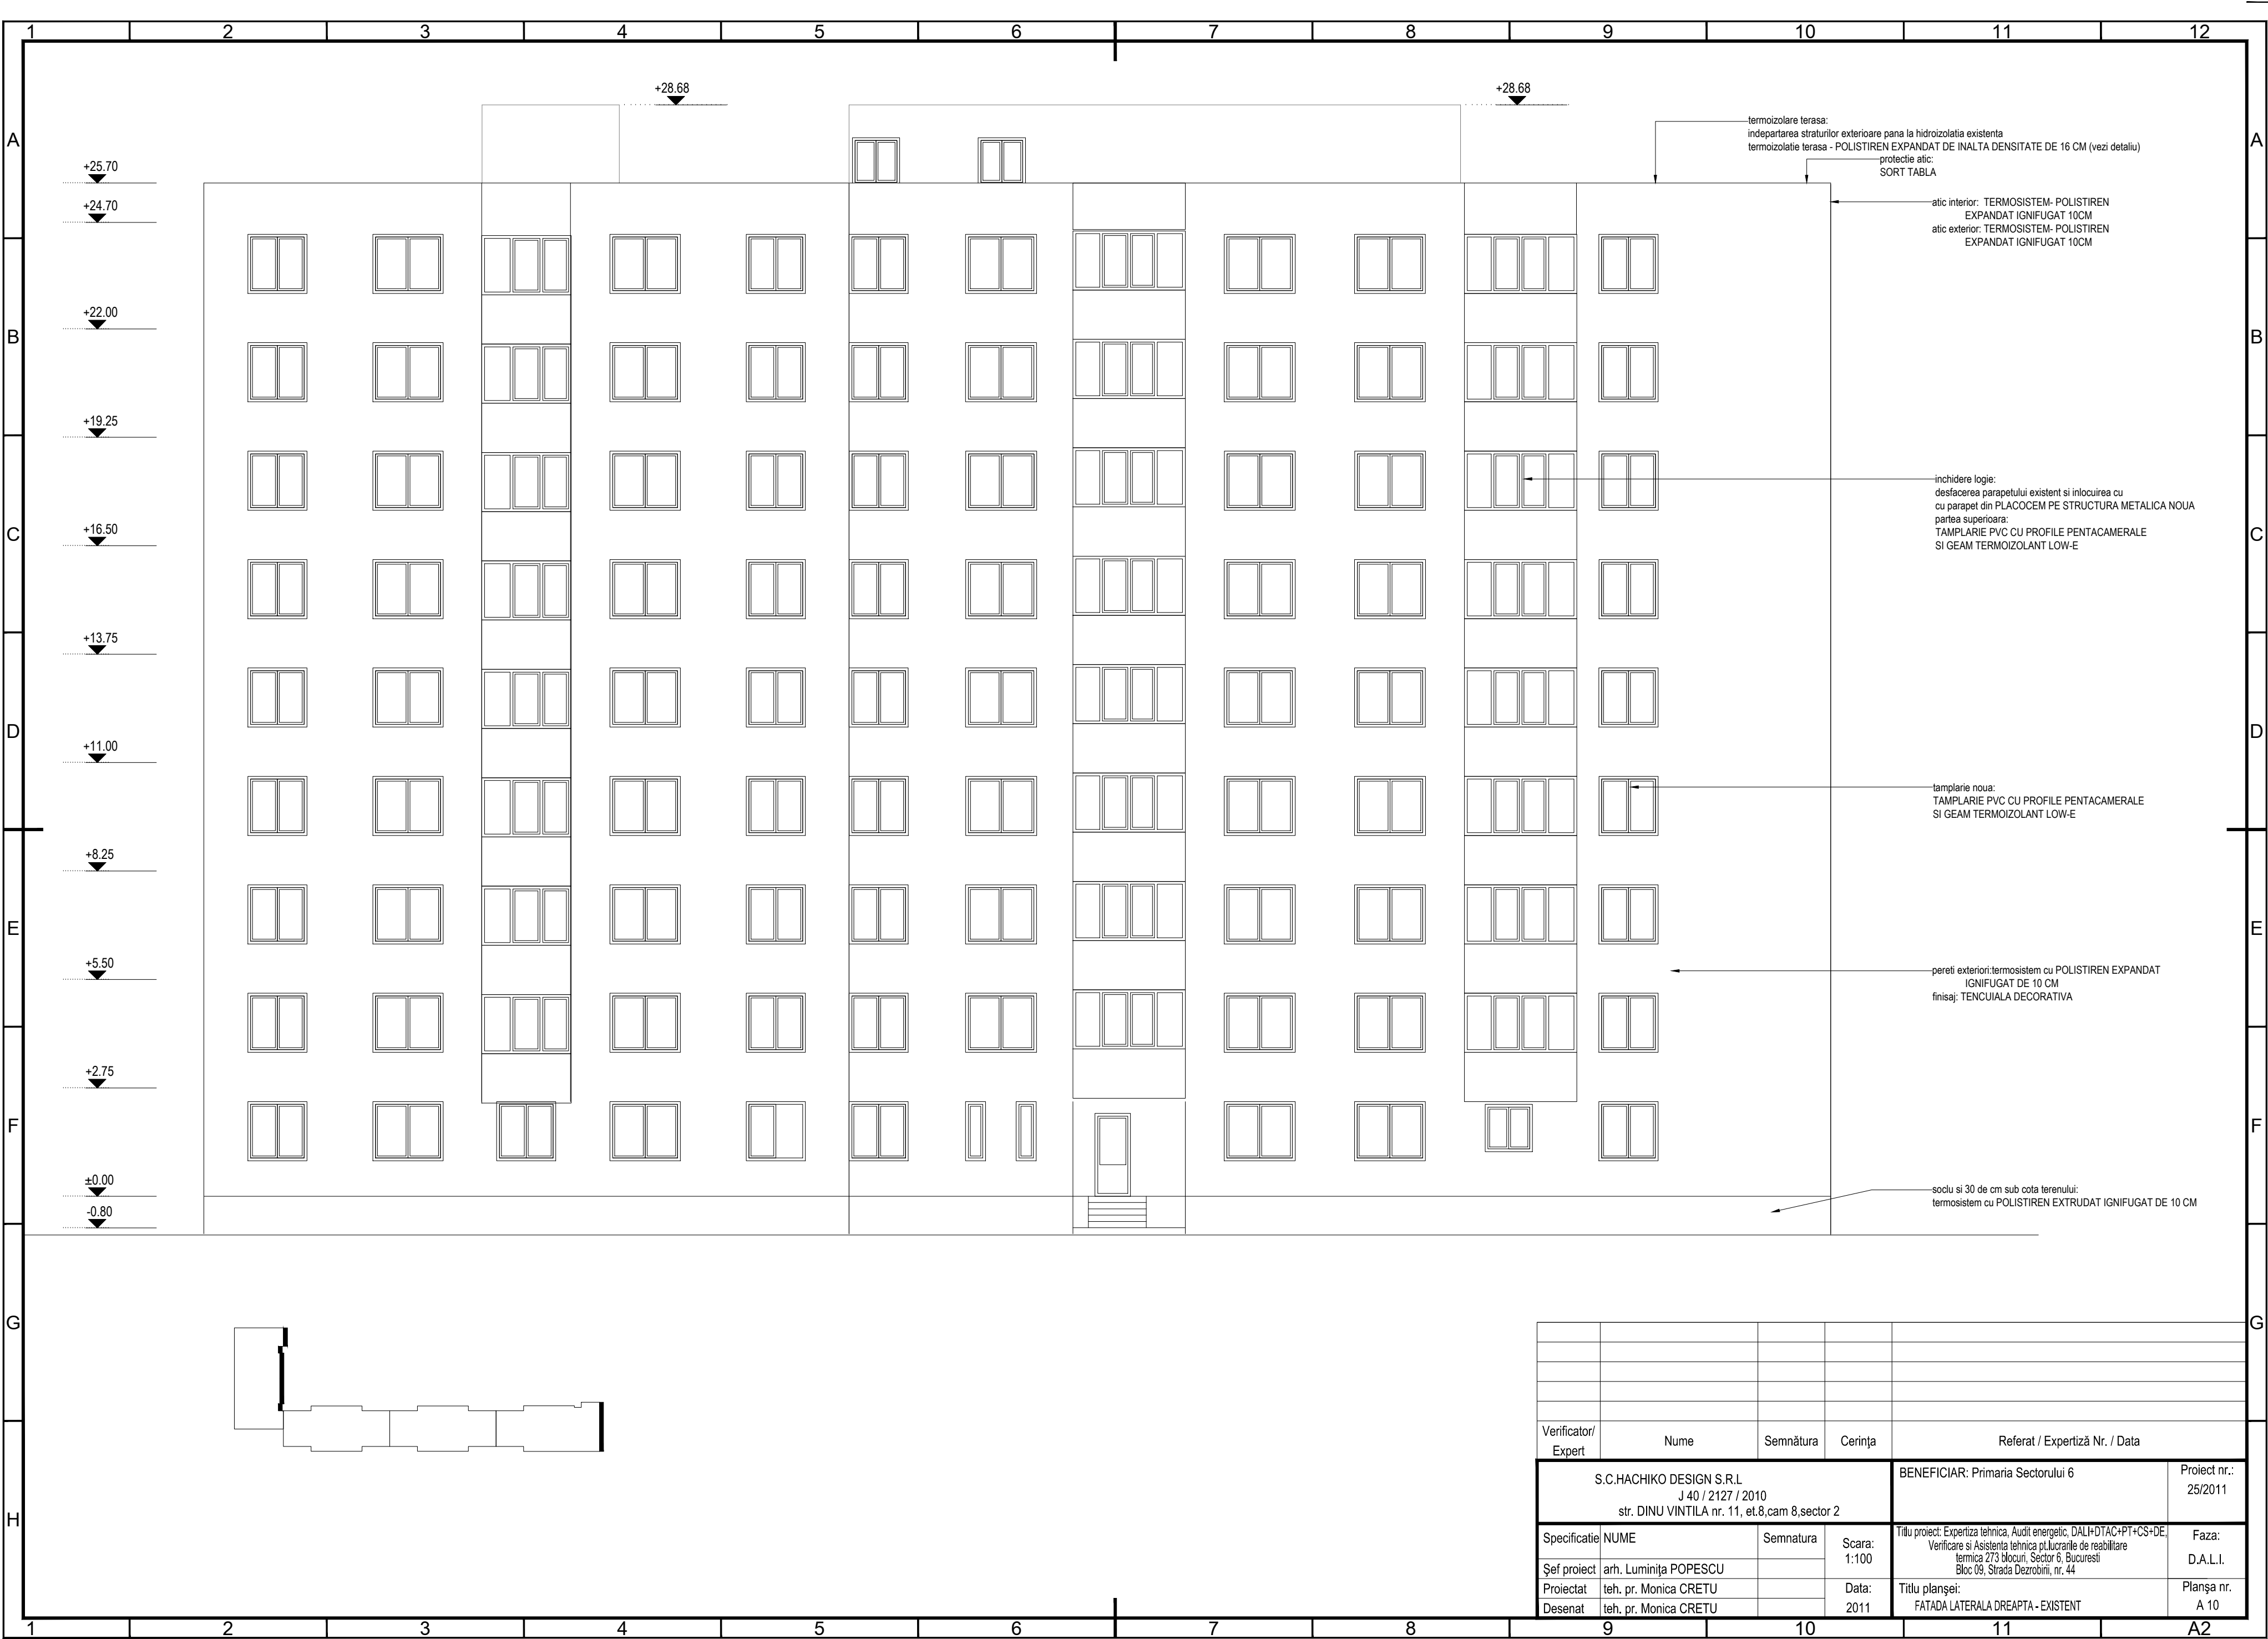 1 2 3 4 5 6 7 8 9 10 11 12
A
B
C
D
E
F
G
H
A
B
C
D
E
F
G
+28.68
+28.68
+25.70
+24.70
+22.00
+19.25
+16.50
+13.75
+11.00
+8.25
+5.50
+2.75
±0.00
-0.80
termoizolare terasa:
indepartarea straturilor exterioare pana la hidroizolatia existenta
termoizolatie terasa - POLISTIREN EXPANDAT DE INALTA DENSITATE DE 16 CM (vezi detaliu)
protectie atic:
SORT TABLA
atic interior: TERMOSISTEM- POLISTIREN
EXPANDAT IGNIFUGAT 10CM
atic exterior: TERMOSISTEM- POLISTIREN
EXPANDAT IGNIFUGAT 10CM
inchidere logie:
desfacerea parapetului existent si inlocuirea cu
cu parapet din PLACOCEM PE STRUCTURA METALICA NOUA
partea superioara:
TAMPLARIE PVC CU PROFILE PENTACAMERALE
SI GEAM TERMOIZOLANT LOW-E
tamplarie noua:
TAMPLARIE PVC CU PROFILE PENTACAMERALE
SI GEAM TERMOIZOLANT LOW-E
pereti exteriori:termosistem cu POLISTIREN EXPANDAT
IGNIFUGAT DE 10 CM
finisaj: TENCUIALA DECORATIVA
soclu si 30 de cm sub cota terenului:
termosistem cu POLISTIREN EXTRUDAT IGNIFUGAT DE 10 CM
Verificator/
Expert
Nume
Semnătura
Cerinţa
Referat / Expertiză Nr. / Data
S.C.HACHIKO DESIGN S.R.L
J 40 / 2127 / 2010
str. DINU VINTILA nr. 11, et.8,cam 8,sector 2
BENEFICIAR: Primaria Sectorului 6
Proiect nr.:
25/2011
Specificatie
NUME
Semnatura
Scara:
1:100
Titlu proiect: Expertiza tehnica, Audit energetic, DALI+DTAC+PT+CS+DE,
Verificare si Asistenta tehnica pt.lucrarile de reabilitare
termica 273 blocuri, Sector 6, Bucuresti
Bloc 09, Strada Dezrobirii, nr. 44
Faza:
D.A.L.I.
Şef proiect arh. Luminiţa POPESCU
Proiectat teh. pr. Monica CRETU
Desenat teh. pr. Monica CRETU
Data:
2011
Titlu planşei:
FATADA LATERALA DREAPTA - EXISTENT
Planşa nr.
A 10
1 2 3 4 5 6 7 8 9 10 11 A2